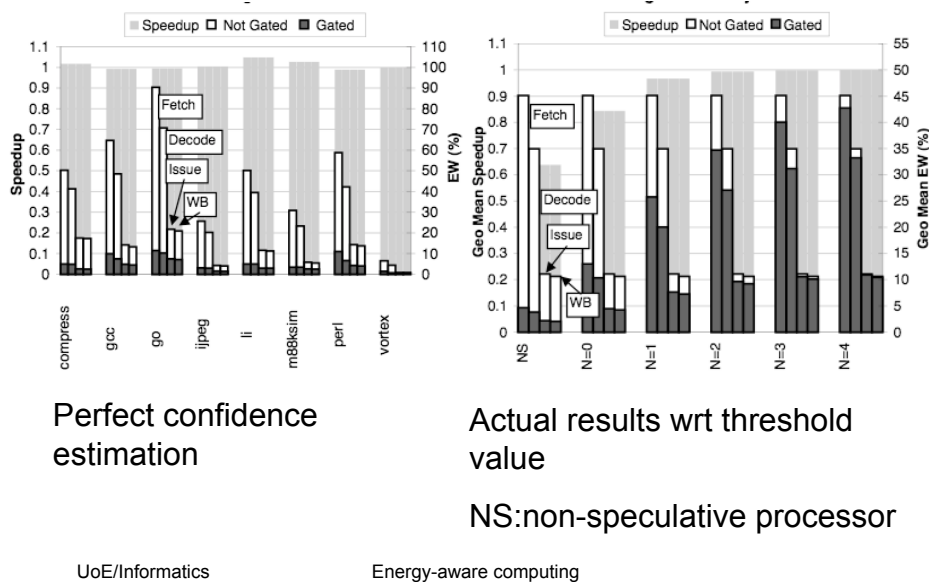 Speedup Not Gated Gated
1.1
1
0.9
0.8
0.7
0.6
0.5
0.4
0.3
0.2
0.1
0
Speedup
110
100
90
80
70
60
50
40
30
20
10
0
EW (%)
Fetch
Decode
Issue
WB
compress
gcc
go
ijpeg
li
m88ksim
perl
vortex
Speedup Not Gated Gated
1.1
1
0.9
0.8
0.7
0.6
0.5
0.4
0.3
0.2
0.1
0
Geo Mean Speedup
55
50
45
40
35
30
25
20
15
10
5
0
Geo Mean EW (%)
Fetch
Decode
Issue
WB
NS
N=0
N=1
N=2
N=3
N=4
Perfect confidence
estimation
Actual results wrt threshold
value
NS:non-speculative processor
UoE/Informatics
Energy-aware computing